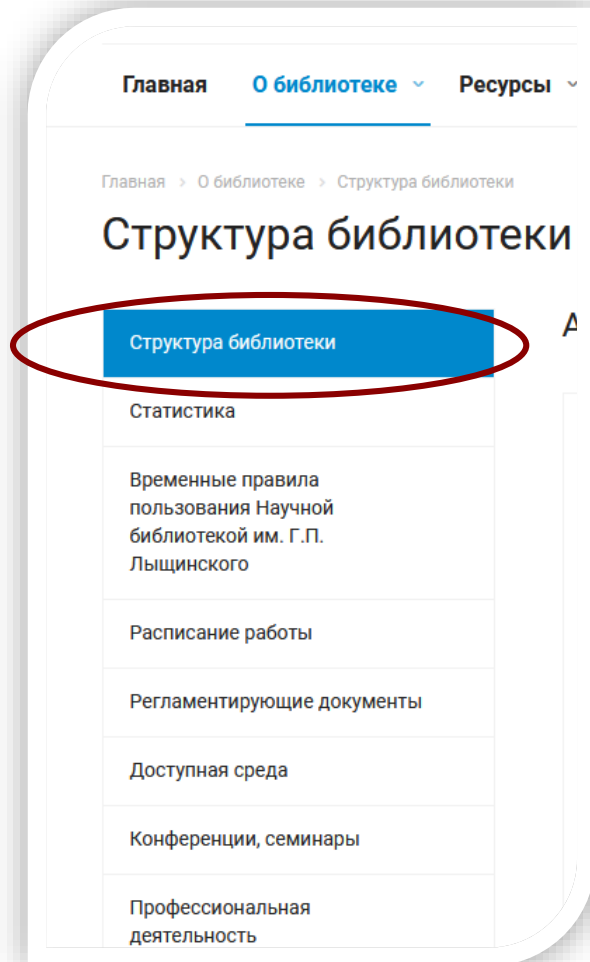 Главная О библиотеке Ресурсы
Главная > О библиотеке > Структура библиотеки
Структура библиотеки
Структура библиотеки
А
Статистика
Временные правила
пользования Научной
библиотекой им. Г.П.
Лыщинского
Расписание работы
Регламентирующие документы
Доступная среда
Конференции, семинары
Профессиональная
деятельность